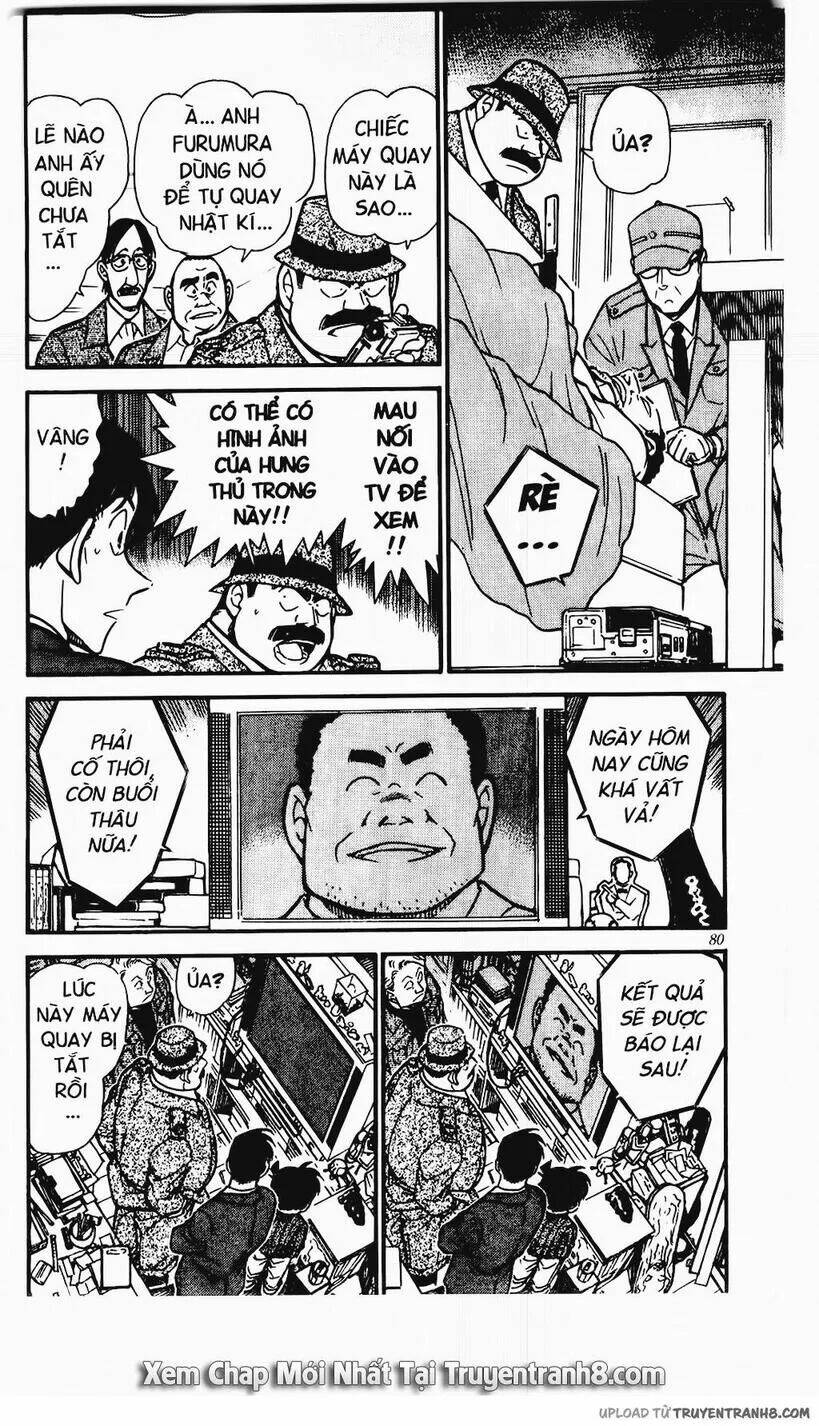 ỦA?
RÈ
...
CHIẾC
MÁY QUAY
NÀY LÀ
SAO...
À... ANH
FURUMURA
DÙNG NÓ
ĐỂ TỰ QUAY
NHẬT KÍ...
LẼ NÀO
ANH ẤY
QUÊN
CHƯA
TẮT
...
MAU
NỐI
VÀO
TV ĐỂ
XEM
!!
CÓ THỂ CÓ
HÌNH ẢNH
CỦA HUNG
THỦ TRONG
NÀY!!
VÂNG
!
NGÀY HÔM
NAY CŨNG
KHÁ VẤT
VẢ!
PHẢI
CỐ THÔI,
CÒN BUỔI
THÂU
NỮA!
80
KẾT QUẢ
SẼ ĐƯỢC
BÁO LẠI
SAU!
ỦA?
LÚC
NÀY MÁY
QUAY BỊ
TẮT
RỒI
...
Xem Chap Mới Nhất Tại Truyentranh8.com
UPLOAD TỪ TRUYENTRANH8.COM